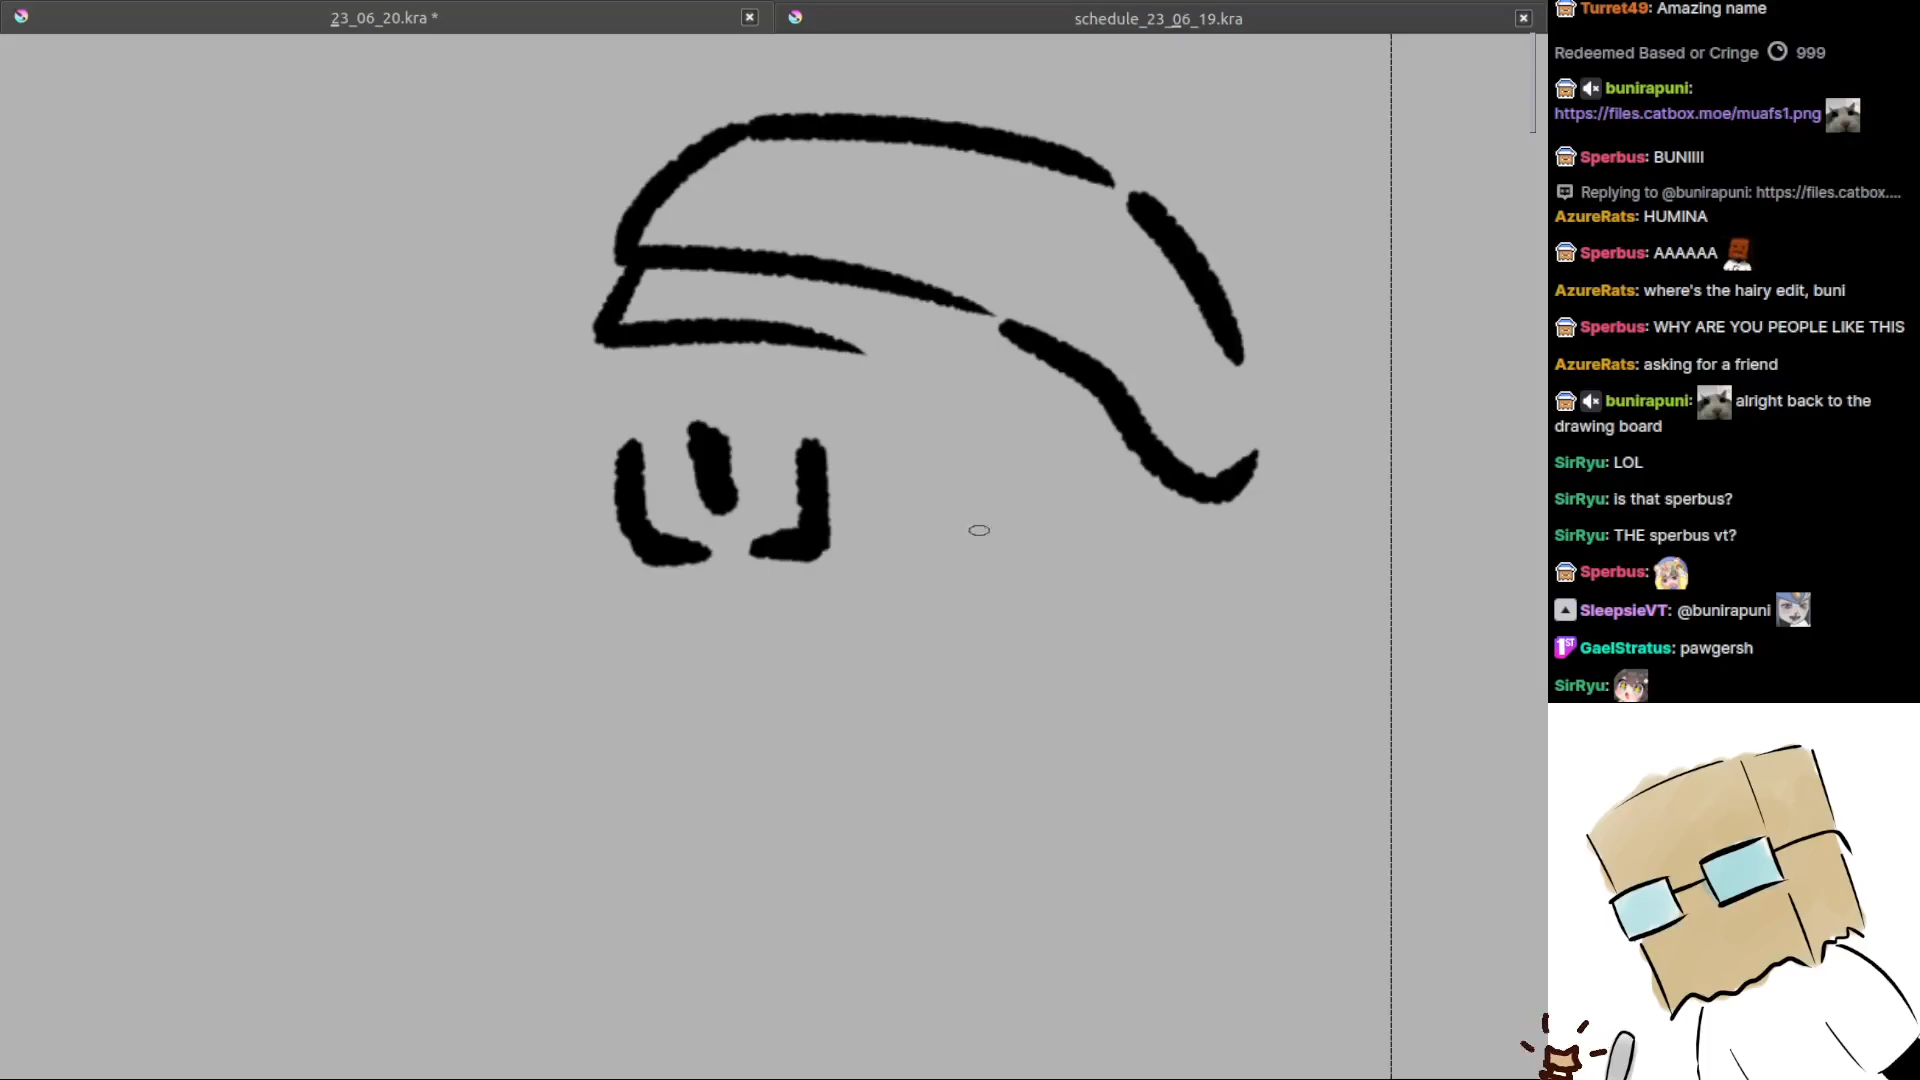 23_06_20.kra *
schedule_23_06_19.kra
Turret49: Amazing name
Redeemed Based or Cringe 999
bunirapuni:
https://files.catbox.moe/muafs1.png
Sperbus: BUNIIII
Replying to @bunirapuni: https://files.catbox....
AzureRats: HUMINA
Sperbus: AAAAAA
AzureRats: where's the hairy edit, buni
Sperbus: WHY ARE YOU PEOPLE LIKE THIS
AzureRats: asking for a friend
bunirapuni: alright back to the
drawing board
SirRyu: LOL
SirRyu: is that sperbus?
SirRyu: THE sperbus vt?
Sperbus:
SleepsieVT: @bunirapuni
1ST GaelStratus: pawgersh
SirRyu: